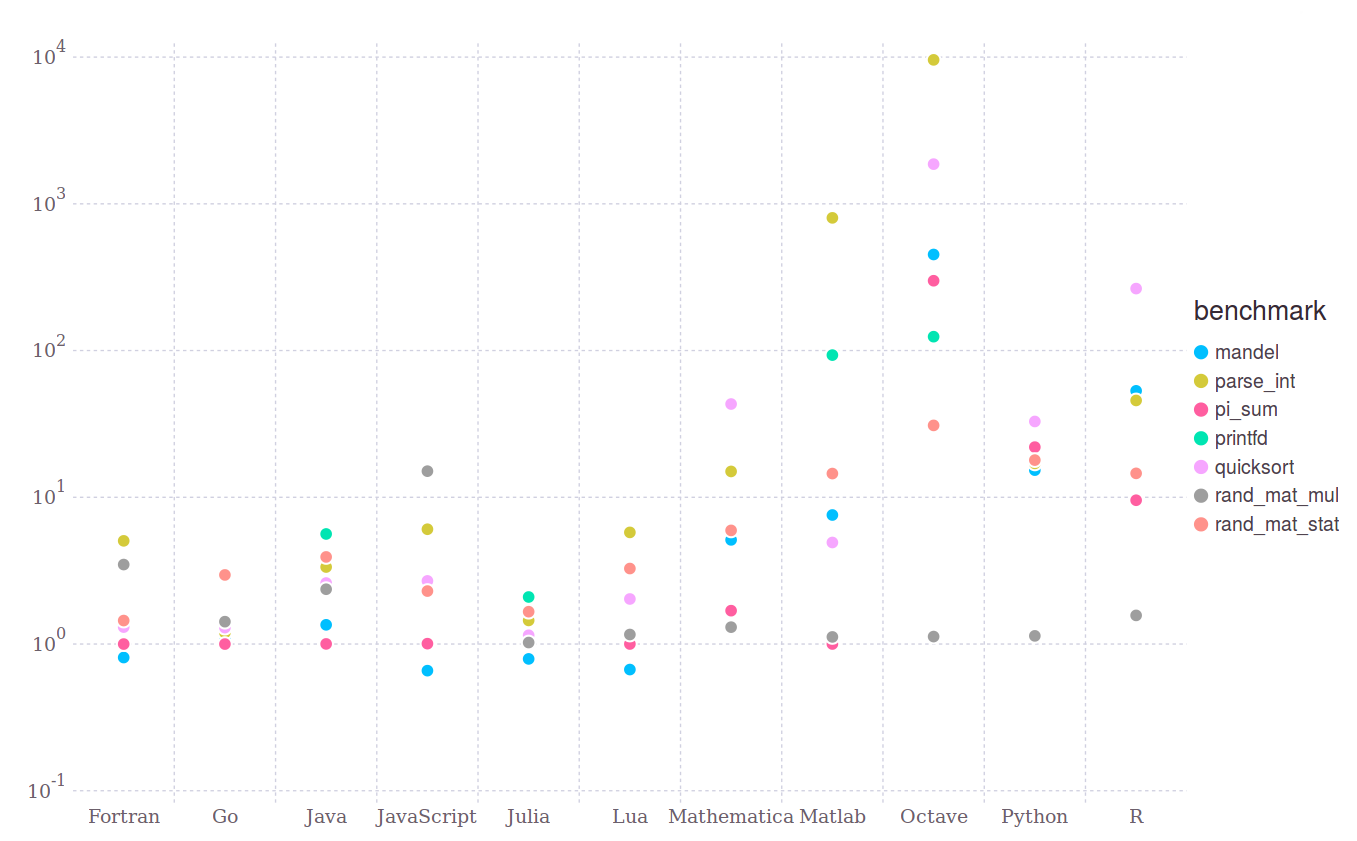 10^4
10^3
10^2
10^1
10^0
10^-1
Fortran Go Java JavaScript Julia Lua Mathematica Matlab Octave Python R
benchmark
mandel
parse_int
pi_sum
printfd
quicksort
rand_mat_mul
rand_mat_stat